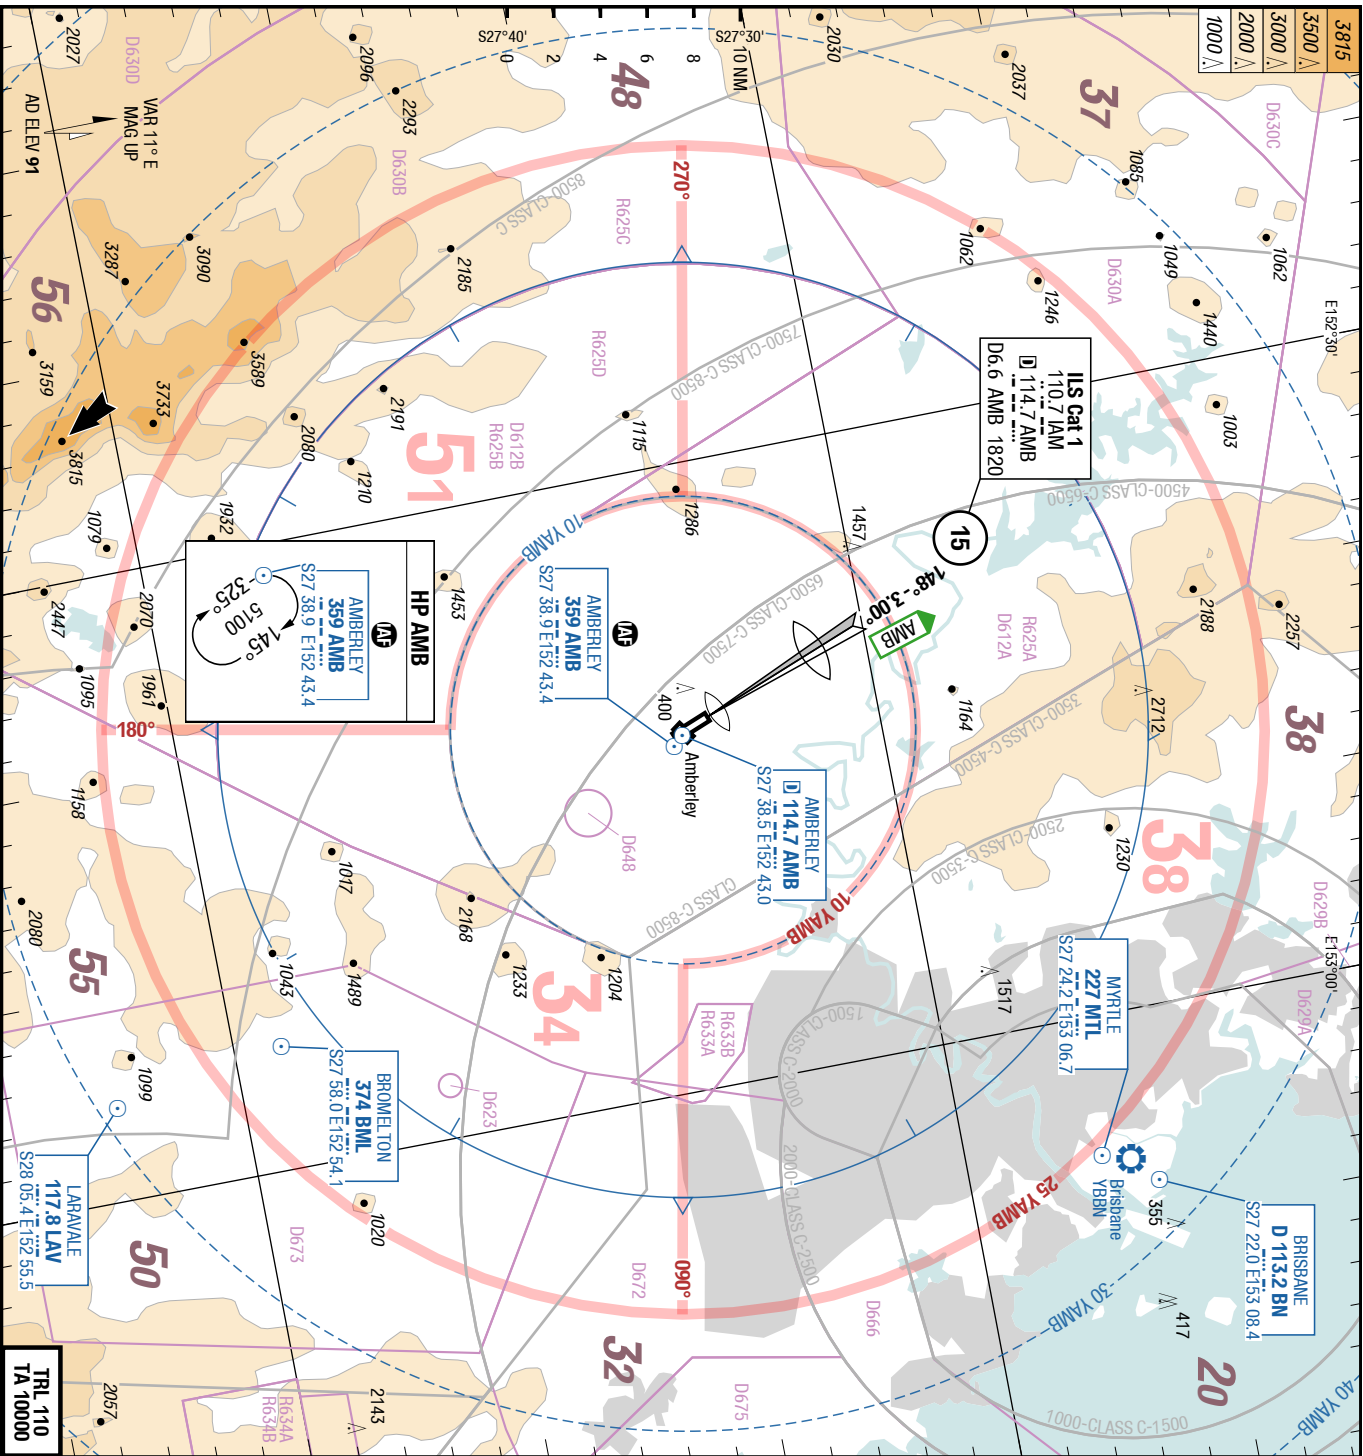 3815
3500
3000
2000
1000
2027
D630D
VAR 11° E
MAG UP
AD ELEV 91
2096
2293
D630B
S27°40'
0
2
4
6
8
10 NM
S27°30'
48
2030
2037
37
D630C
1085
1062
1049
1062
E152°30'
1246
D630A
1440
1003
270°
R625C
8500-CLASS C
2185
3090
3287
56
3159
3589
3733
3815
2080
2191
1210
51
D612B
R625B
R625D
7500-CLASS C-8500
1115
1286
1457
ILS Cat 1
110.7 IAM
D 114.7 AMB
D6.6 AMB 1820
15
148°-3.00°
AMB
4500-CLASS C-6500
6500-CLASS C-7500
3500-CLASS C-4500
R625A
D612A
1164
2188
2257
2712
38
1079
1932
2447
2070
1095
1961
1453
HP AMB
IAF
AMBERLEY
359 AMB
S27 38.9 E152 43.4
145°
5100
325°
10 YAMB
IAF
AMBERLEY
359 AMB
S27 38.9 E152 43.4
400
Amberley
AMBERLEY
D 114.7 AMB
S27 38.5 E152 43.0
D648
CLASS C-8500
10 YAMB
2500-CLASS C-3500
1230
38
D629B
E153°00'
D629A
180°
1158
1017
2168
1233
1204
34
1489
1043
2080
55
1099
BROMELTON
374 BML
S27 58.0 E152 54.1
D623
R633B
R633A
1500-CLASS C-2000
2000-CLASS C-2500
1517
MYRTLE
227 MTL
S27 24.2 E153 06.7
Brisbane
YBBN
355
BRISBANE
D 113.2 BN
S27 22.0 E153 08.4
25 YAMB
30 YAMB
40 YAMB
417
20
LARAVALE
117.8 LAV
S28 05.4 E152 55.5
50
1020
D673
D672
090°
D666
32
D675
1000-CLASS C-1500
2143
R634A
R634B
2057
TRL 110
TA 10000